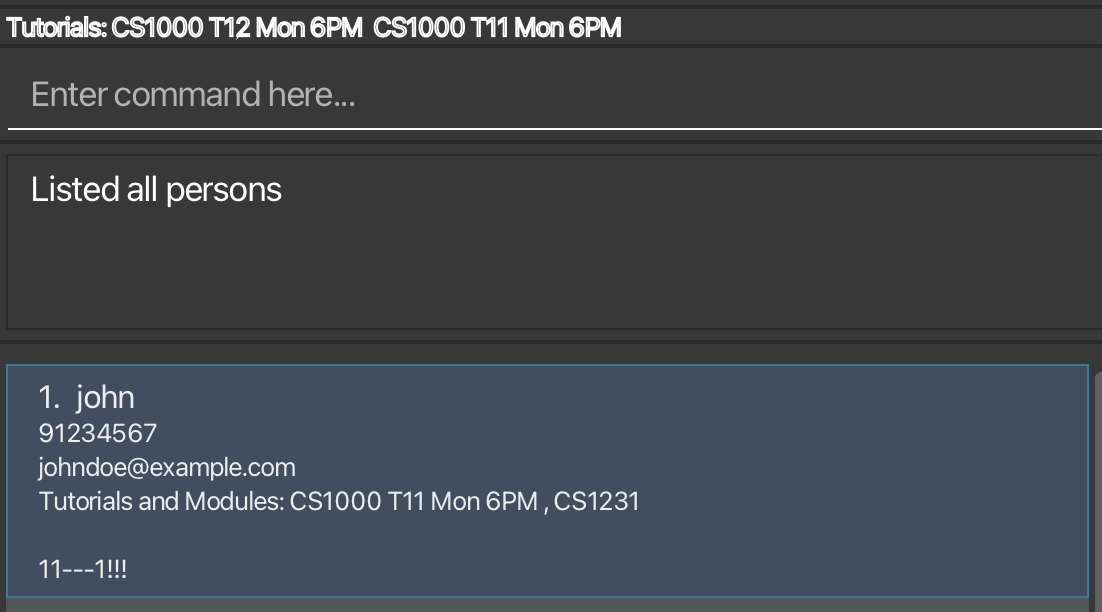 Tutorials: CS1000 T12 Mon 6PM  CS1000 T11 Mon 6PM
Enter command here...
Listed all persons
1.  john
91234567
johndoe@example.com
Tutorials and Modules: CS1000 T11 Mon 6PM , CS1231
11---1!!!